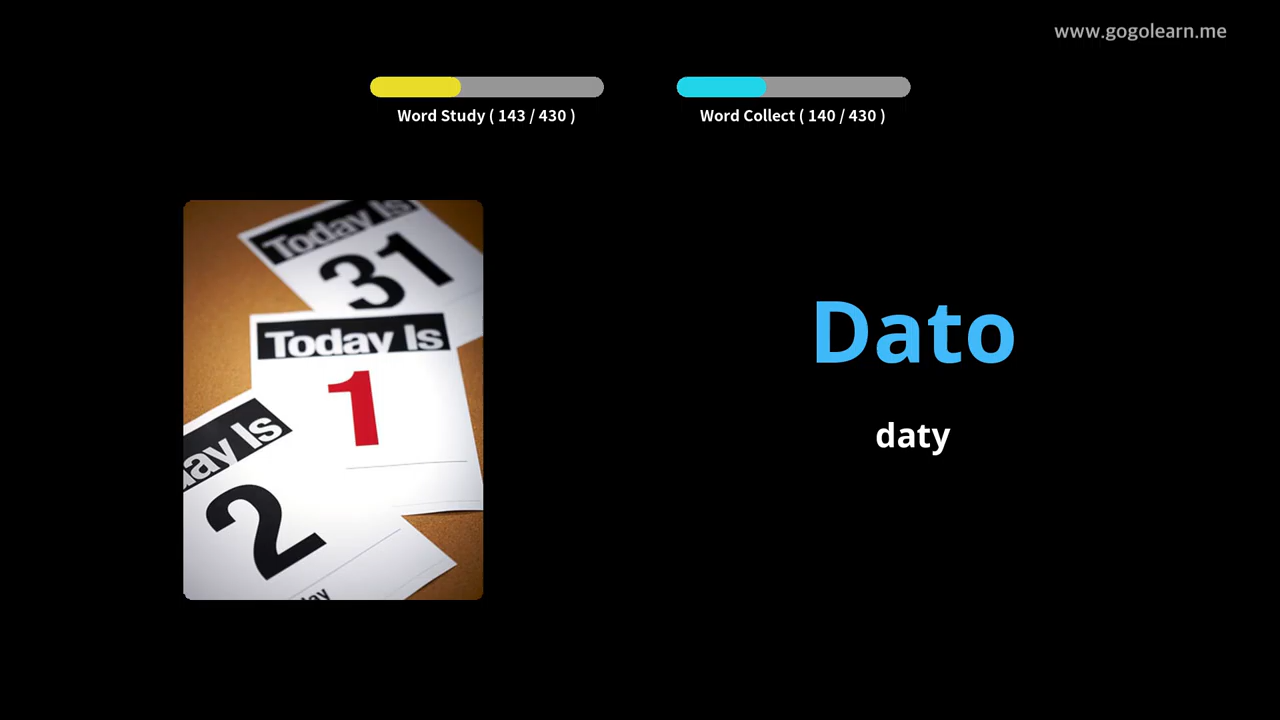 www.gogolearn.me
Word Study ( 143 / 430 )
Word Collect ( 140 / 430 )
Today Is
31
Today Is
1
day Is
2
Dato
daty